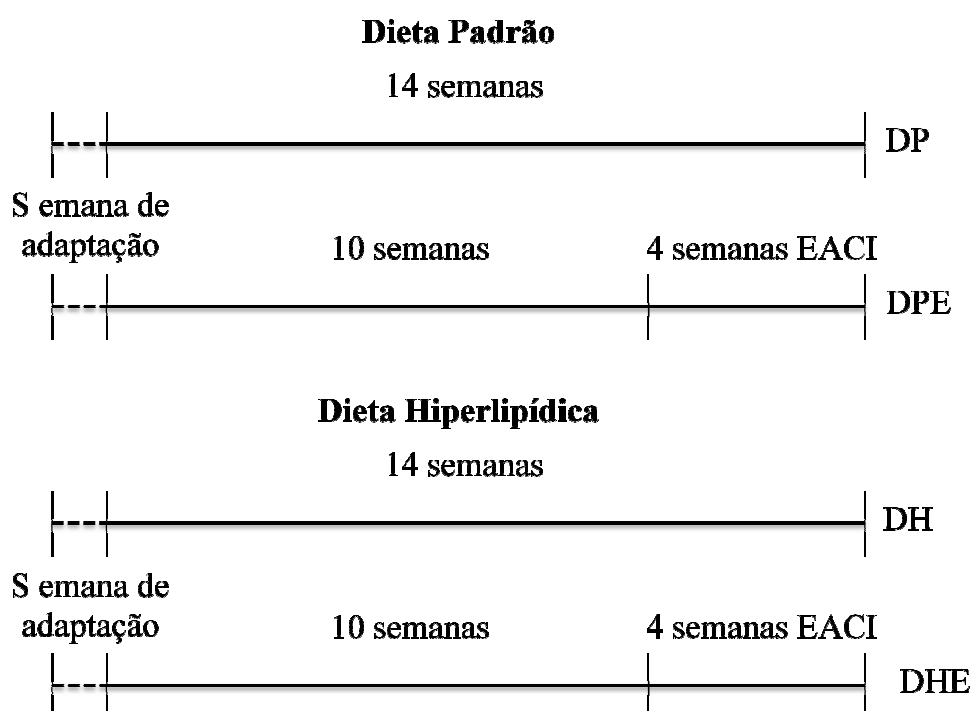 Dieta Padrão
14 semanas
DP
S emana de
adaptação
10 semanas
4 semanas EACI
DPE
Dieta Hiperlipídica
14 semanas
DH
S emana de
adaptação
10 semanas
4 semanas EACI
DHE